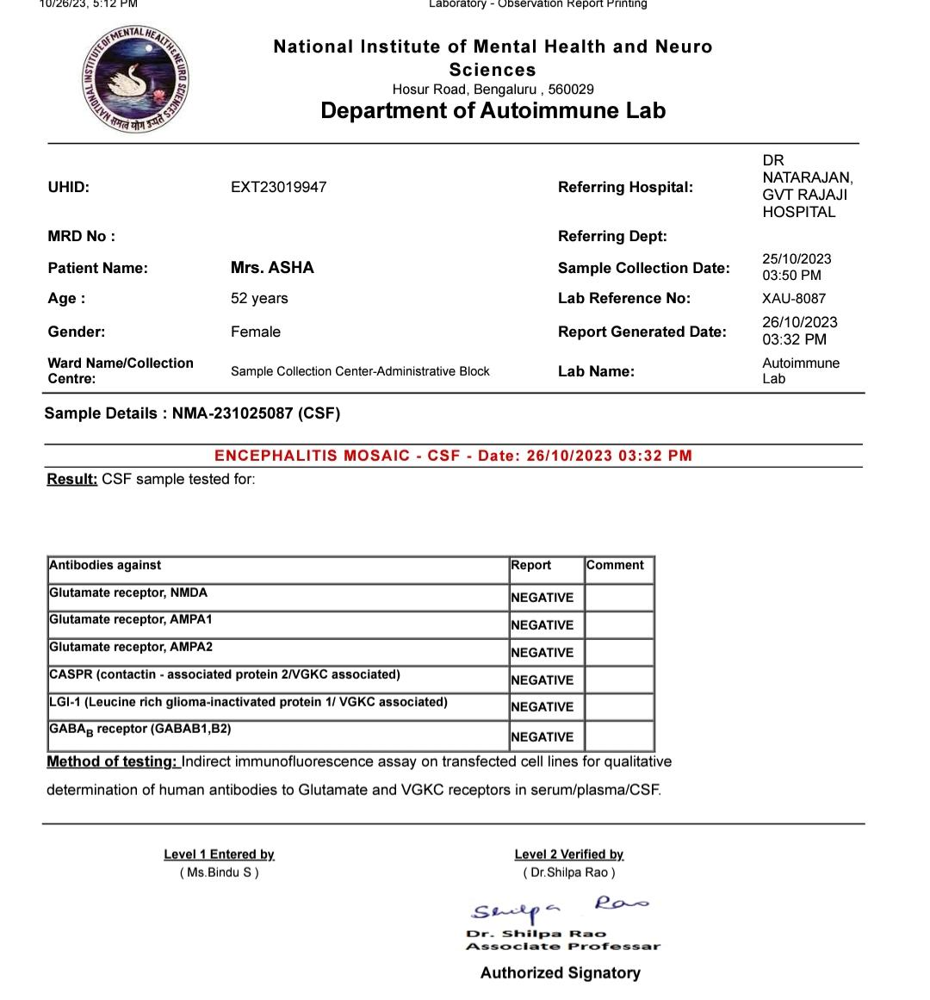 10/26/23, 5:12 PM Laboratory - Observation Report Printing
NATIONAL INSTITUTE OF MENTAL HEALTH & NEURO SCIENCES
समत्वं योग उच्यते
National Institute of Mental Health and Neuro
Sciences
Hosur Road, Bengaluru , 560029
Department of Autoimmune Lab
UHID: EXT23019947 Referring Hospital: DR
NATARAJAN,
GVT RAJAJI
HOSPITAL
MRD No : Referring Dept:
Patient Name: Mrs. ASHA Sample Collection Date: 25/10/2023
03:50 PM
Age : 52 years Lab Reference No: XAU-8087
Gender: Female Report Generated Date: 26/10/2023
03:32 PM
Ward Name/Collection
Centre: Sample Collection Center-Administrative Block Lab Name: Autoimmune
Lab
Sample Details : NMA-231025087 (CSF)
ENCEPHALITIS MOSAIC - CSF - Date: 26/10/2023 03:32 PM
Result: CSF sample tested for:
Antibodies against Report Comment
Glutamate receptor, NMDA NEGATIVE
Glutamate receptor, AMPA1 NEGATIVE
Glutamate receptor, AMPA2 NEGATIVE
CASPR (contactin - associated protein 2/VGKC associated) NEGATIVE
LGI-1 (Leucine rich glioma-inactivated protein 1/ VGKC associated) NEGATIVE
GABAB receptor (GABAB1,B2) NEGATIVE
Method of testing: Indirect immunofluorescence assay on transfected cell lines for qualitative
determination of human antibodies to Glutamate and VGKC receptors in serum/plasma/CSF.
Level 1 Entered by Level 2 Verified by
( Ms.Bindu S ) ( Dr.Shilpa Rao )
Shilpa Rao
Dr. Shilpa Rao
Associate Professar
Authorized Signatory